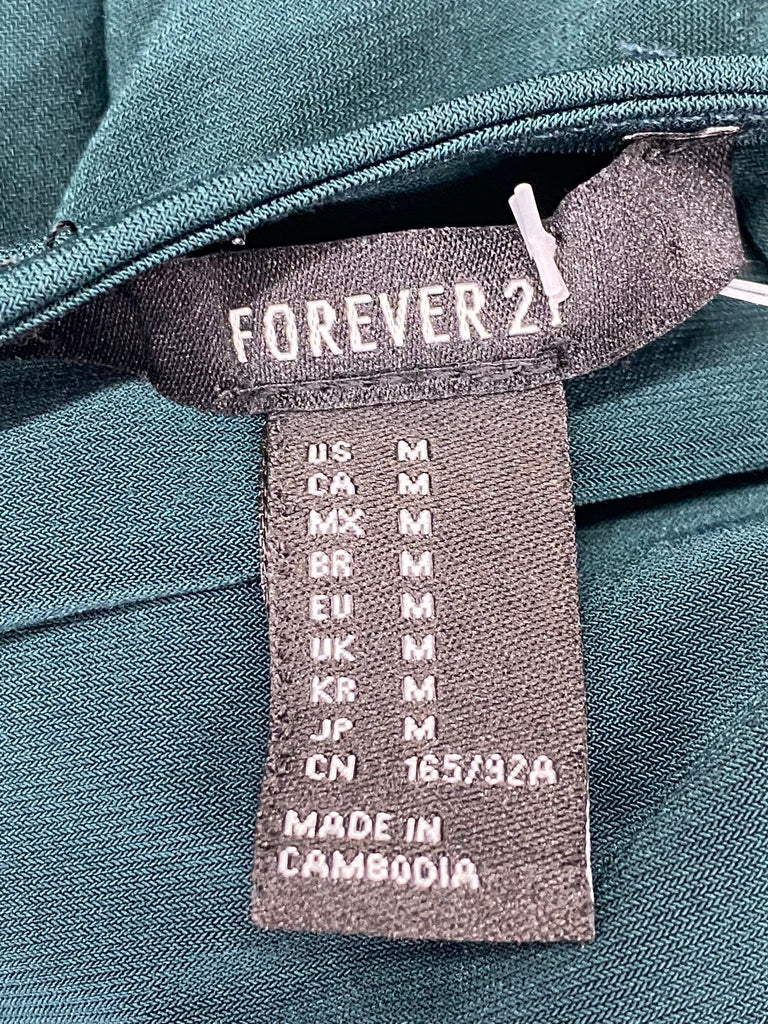 FOREVER 21
US M
CA M
MX M
BR M
EU M
UK M
KR M
JP M
CN 165/92A
MADE IN
CAMBODIA